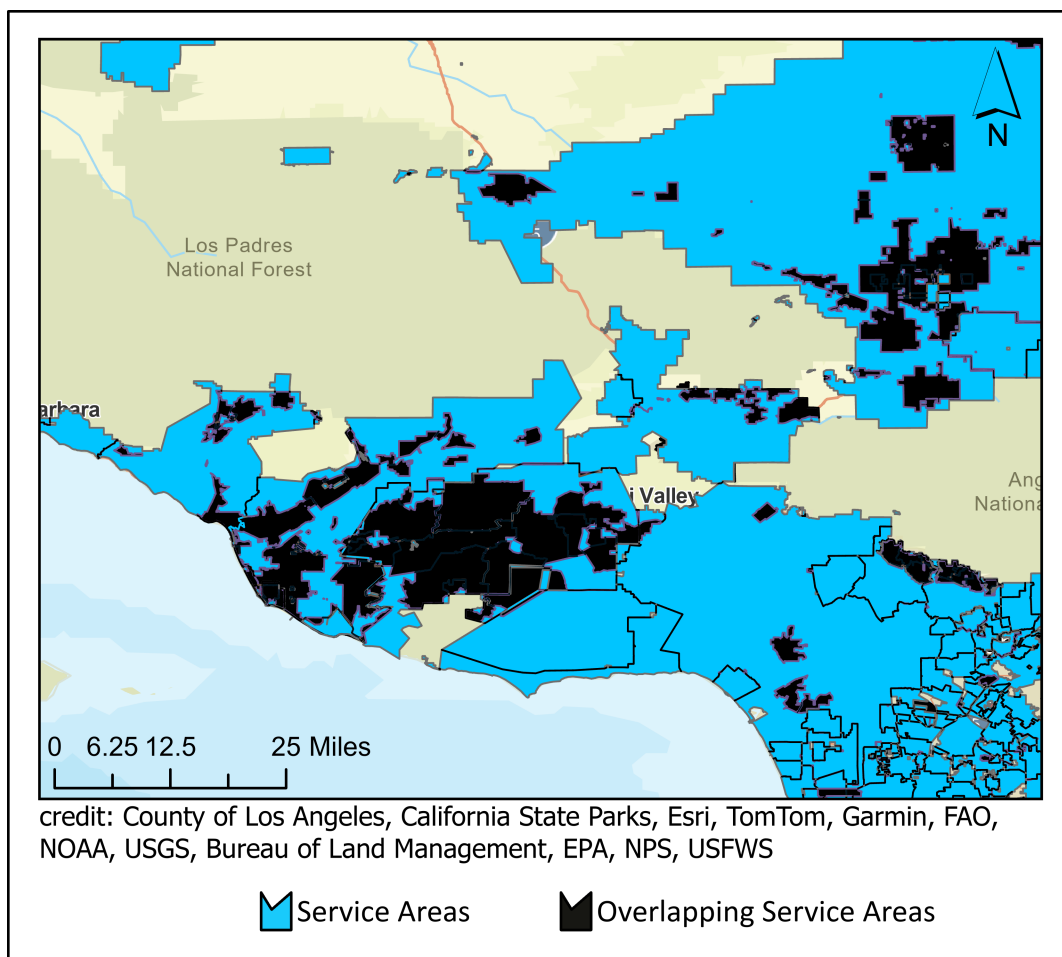 N
Los Padres
National Forest
arbara
i Valley
Ang
Nationa
0 6.25 12.5 25 Miles
credit: County of Los Angeles, California State Parks, Esri, TomTom, Garmin, FAO,
NOAA, USGS, Bureau of Land Management, EPA, NPS, USFWS
Service Areas Overlapping Service Areas